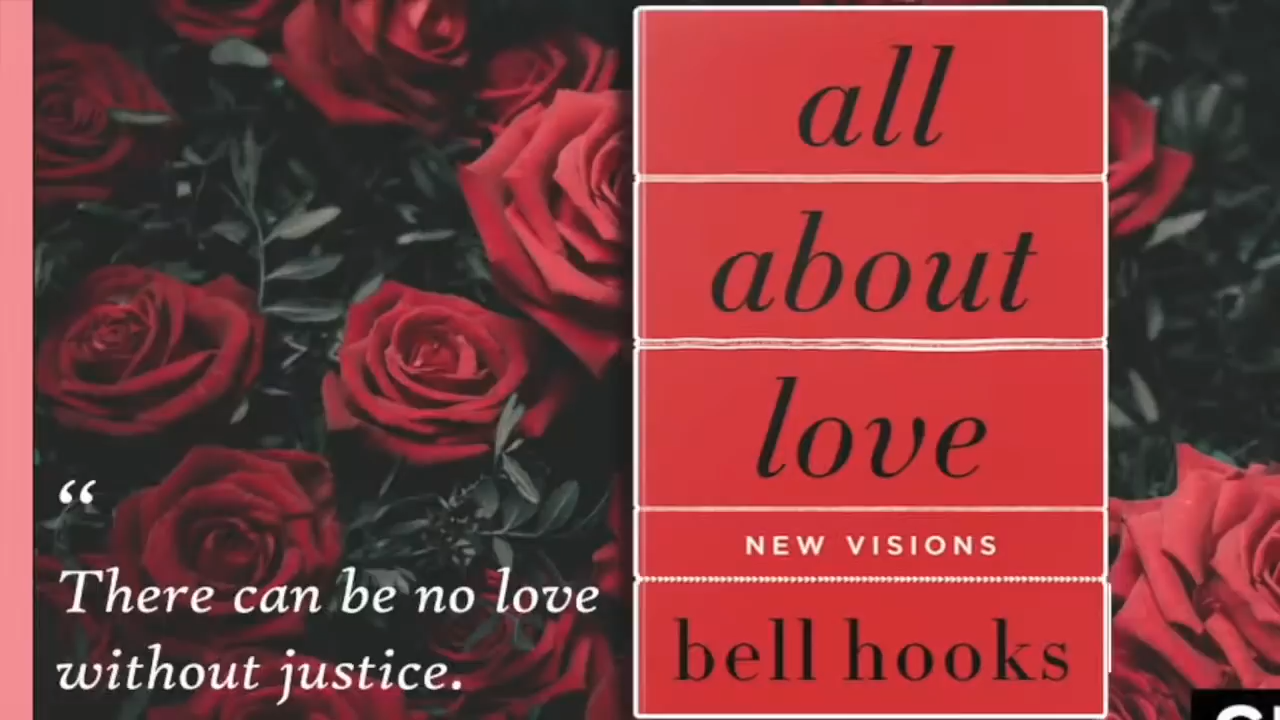 all
about
love
NEW VISIONS
bell hooks
“
There can be no love
without justice.